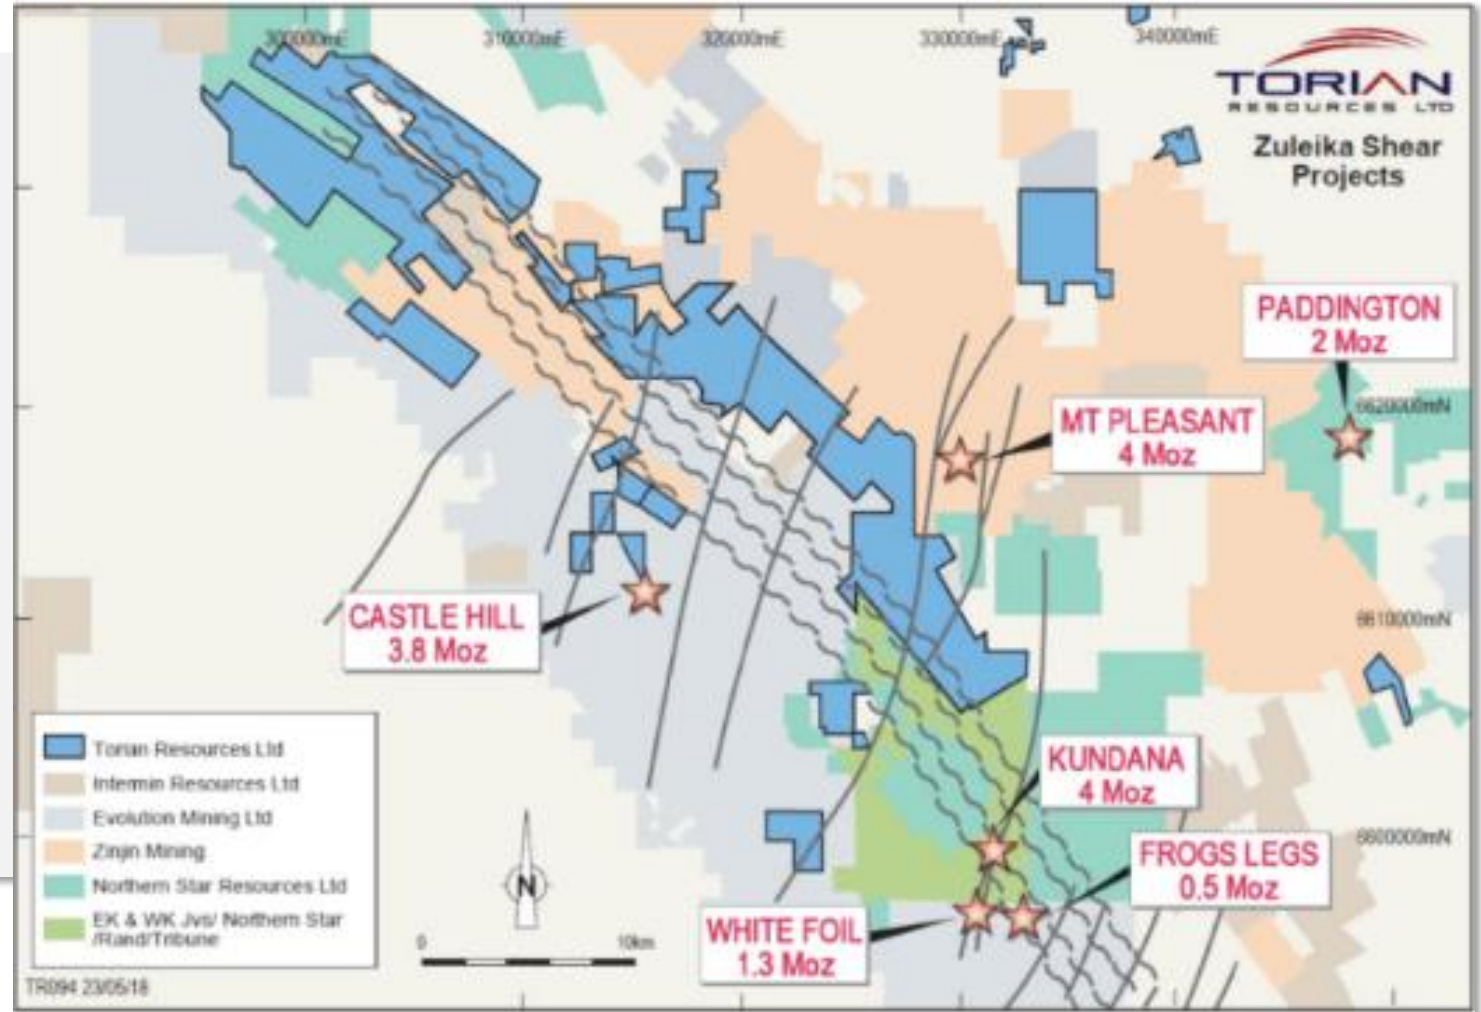 300000mE
310000mE
320000mE
330000mE
340000mE
TORIAN
RESOURCES LTD
Zuleika Shear
Projects
PADDINGTON
2 Moz
6620000mN
MT PLEASANT
4 Moz
CASTLE HILL
3.8 Moz
6610000mN
KUNDANA
4 Moz
6600000mN
FROGS LEGS
0.5 Moz
WHITE FOIL
1.3 Moz
Torian Resources Ltd
Intermin Resources Ltd
Evolution Mining Ltd
Zinjin Mining
Northern Star Resources Ltd
EK & WK Jvs/ Northern Star
/Rand/Tribune
N
0
10km
TR094 23/05/18